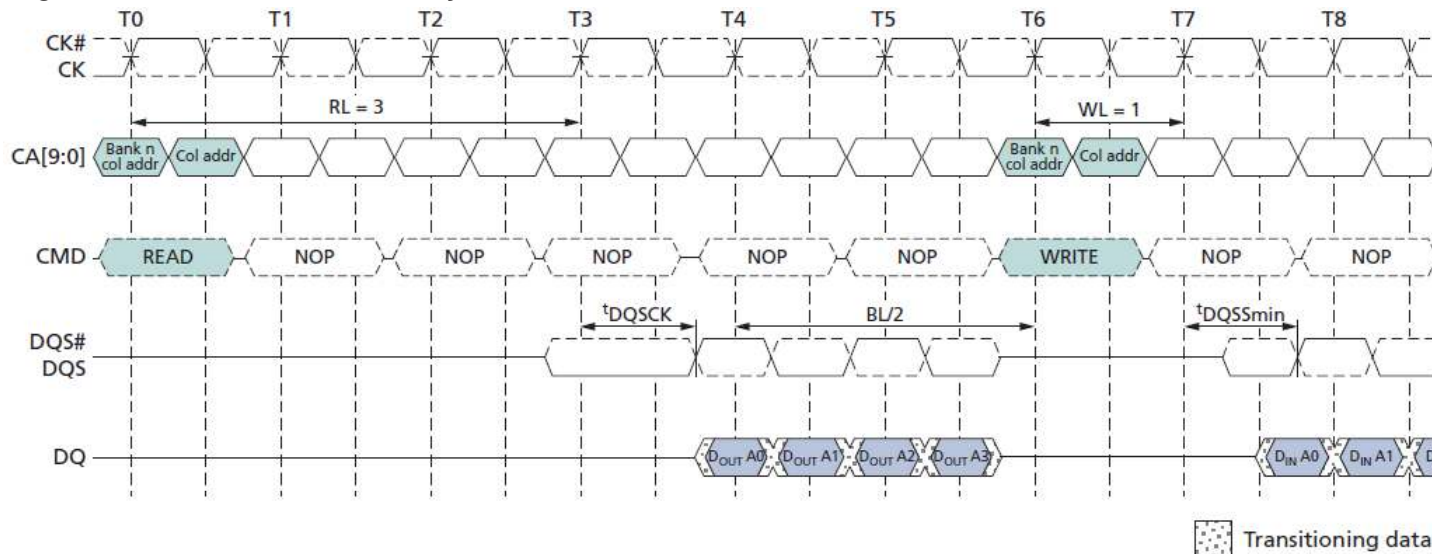 T0 T1 T2 T3 T4 T5 T6 T7 T8
CK#
CK
RL = 3 WL = 1
CA[9:0] Bank n col addr Col addr Bank n col addr Col addr
CMD READ NOP NOP NOP NOP NOP WRITE NOP NOP
tDQSCK BL/2 tDQSSmin
DQS#
DQS
DQ DOUT A0 DOUT A1 DOUT A2 DOUT A3 DIN A0 DIN A1 D
Transitioning data